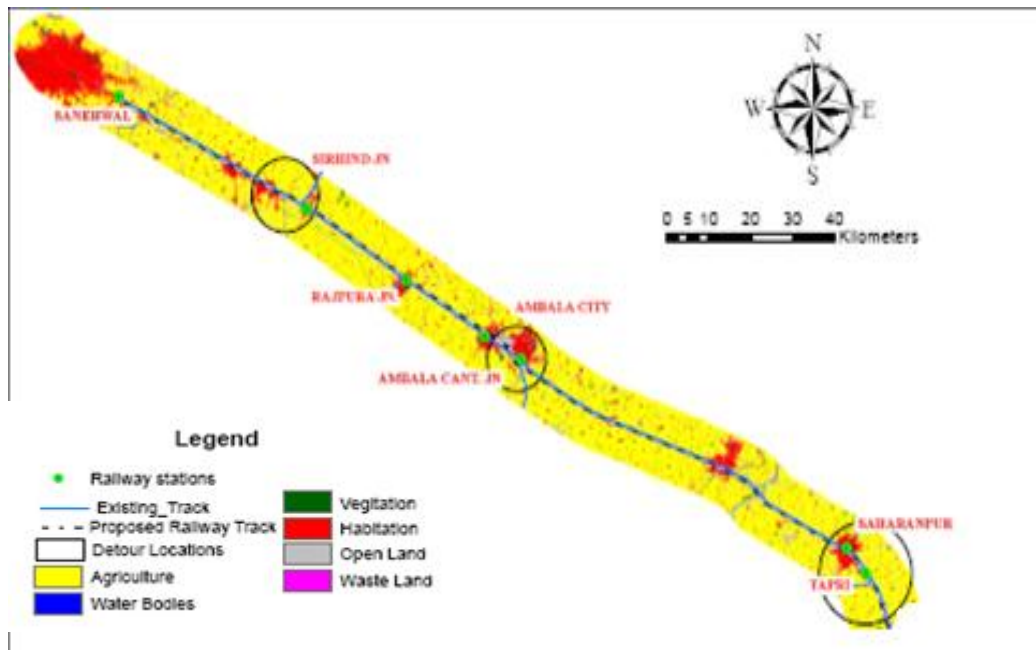 N
W E
S
SANEHWAL
SIRHIND JN
0 5 10 20 30 40
Kilometers
RAJPURA JN.
AMBALA CITY
AMBALA CANT. JN
Legend
Railway stations
Existing_Track
Proposed Railway Track
Detour Locations
Agriculture
Water Bodies
Vegitation
Habitation
Open Land
Waste Land
SAHARANPUR
TAPRI